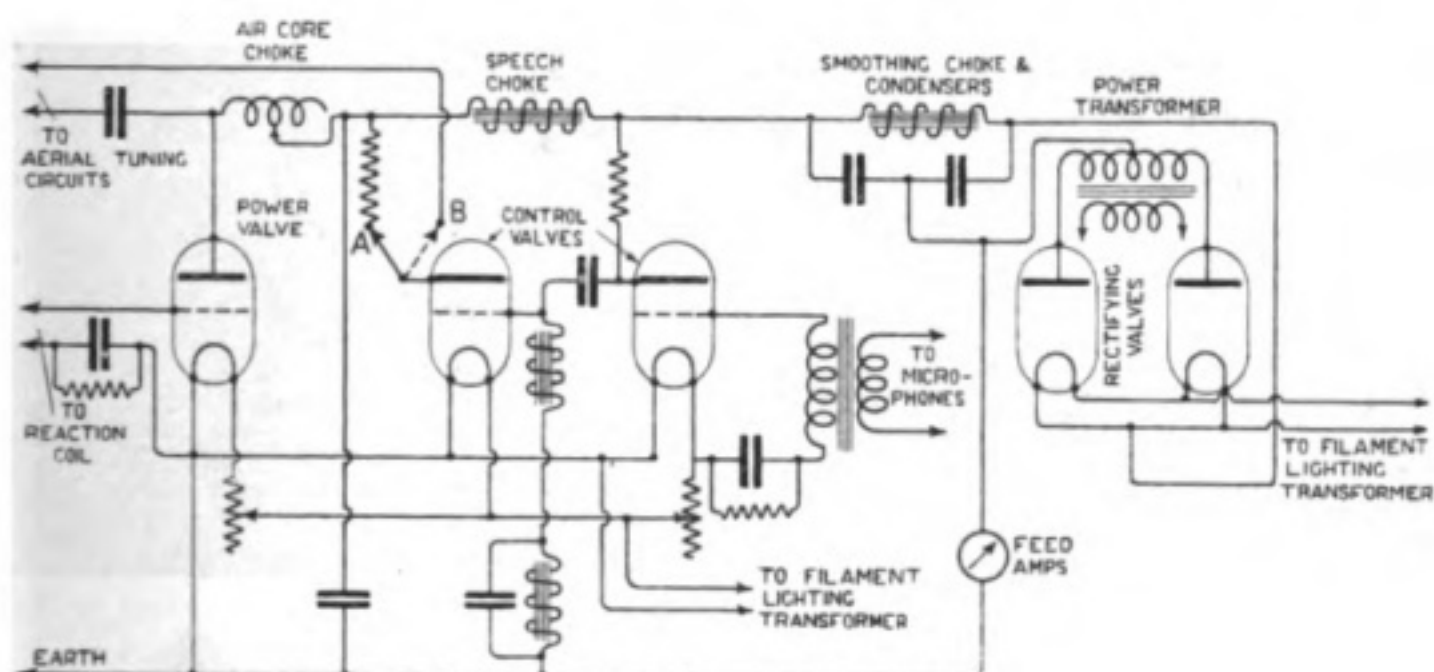 AIR CORE
CHOKE
SPEECH
CHOKE
SMOOTHING CHOKE &
CONDENSERS
POWER
TRANSFORMER
TO
AERIAL TUNING
CIRCUITS
POWER
VALVE
A
B
CONTROL
VALVES
RECTIFYING
VALVES
TO
MICRO-
PHONES
TO
REACTION
COIL
TO FILAMENT
LIGHTING
TRANSFORMER
FEED
AMPS
TO FILAMENT
LIGHTING
TRANSFORMER
EARTH